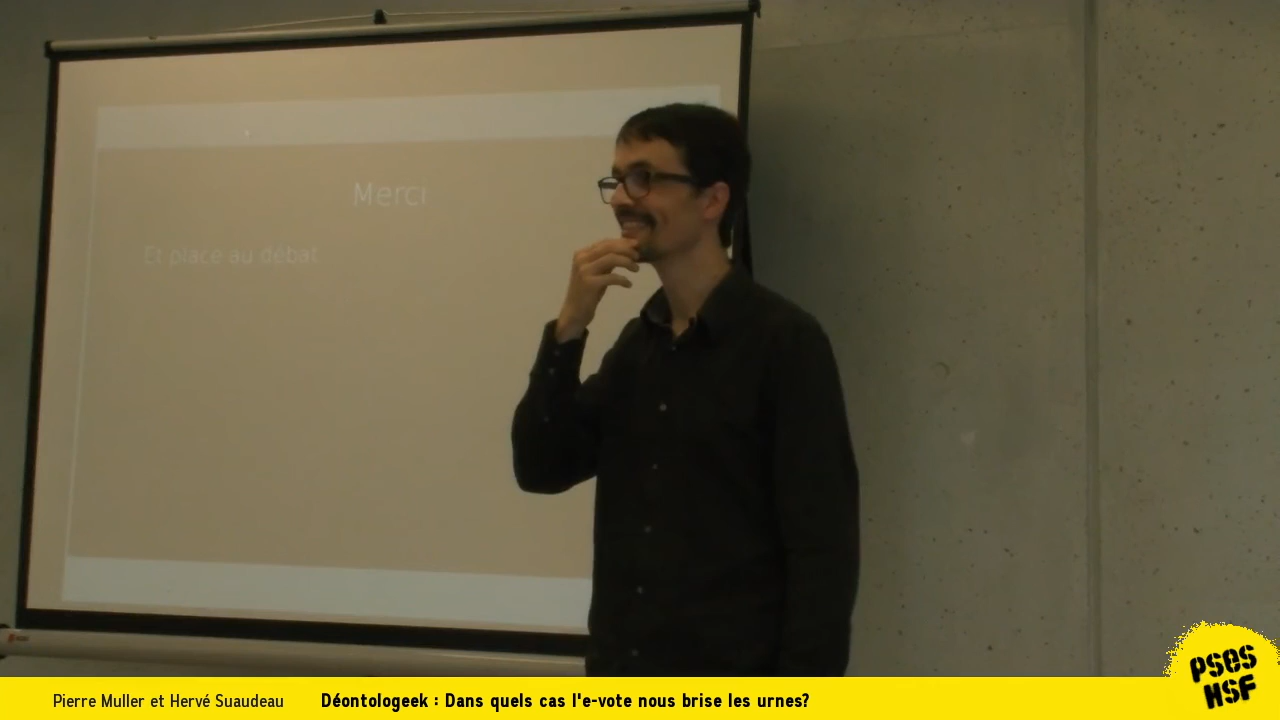 Merci
Et place au débat
Pierre Muller et Hervé Suaudeau
Déontologeek : Dans quels cas l'e-vote nous brise les urnes?
PSES
HSF